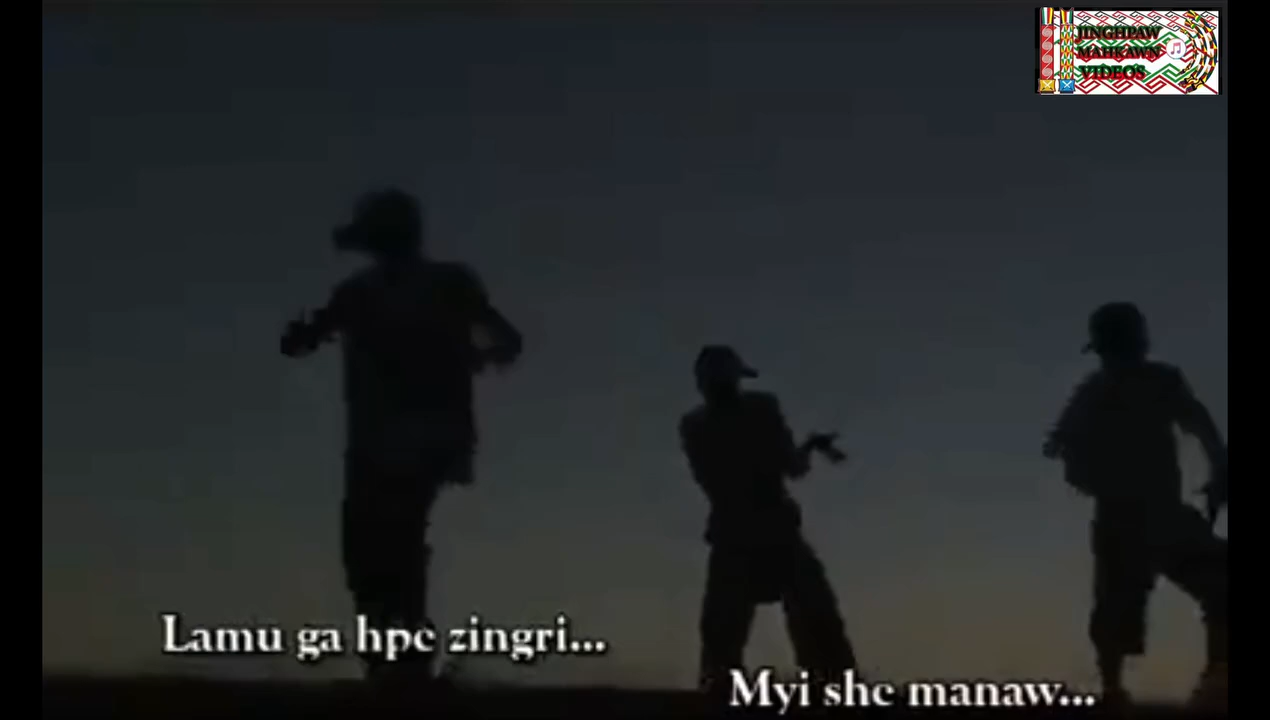 JINGHPAW
MAHKAWN
VIDEOS
Lamu ga hpe zingri...
Myi she manaw...